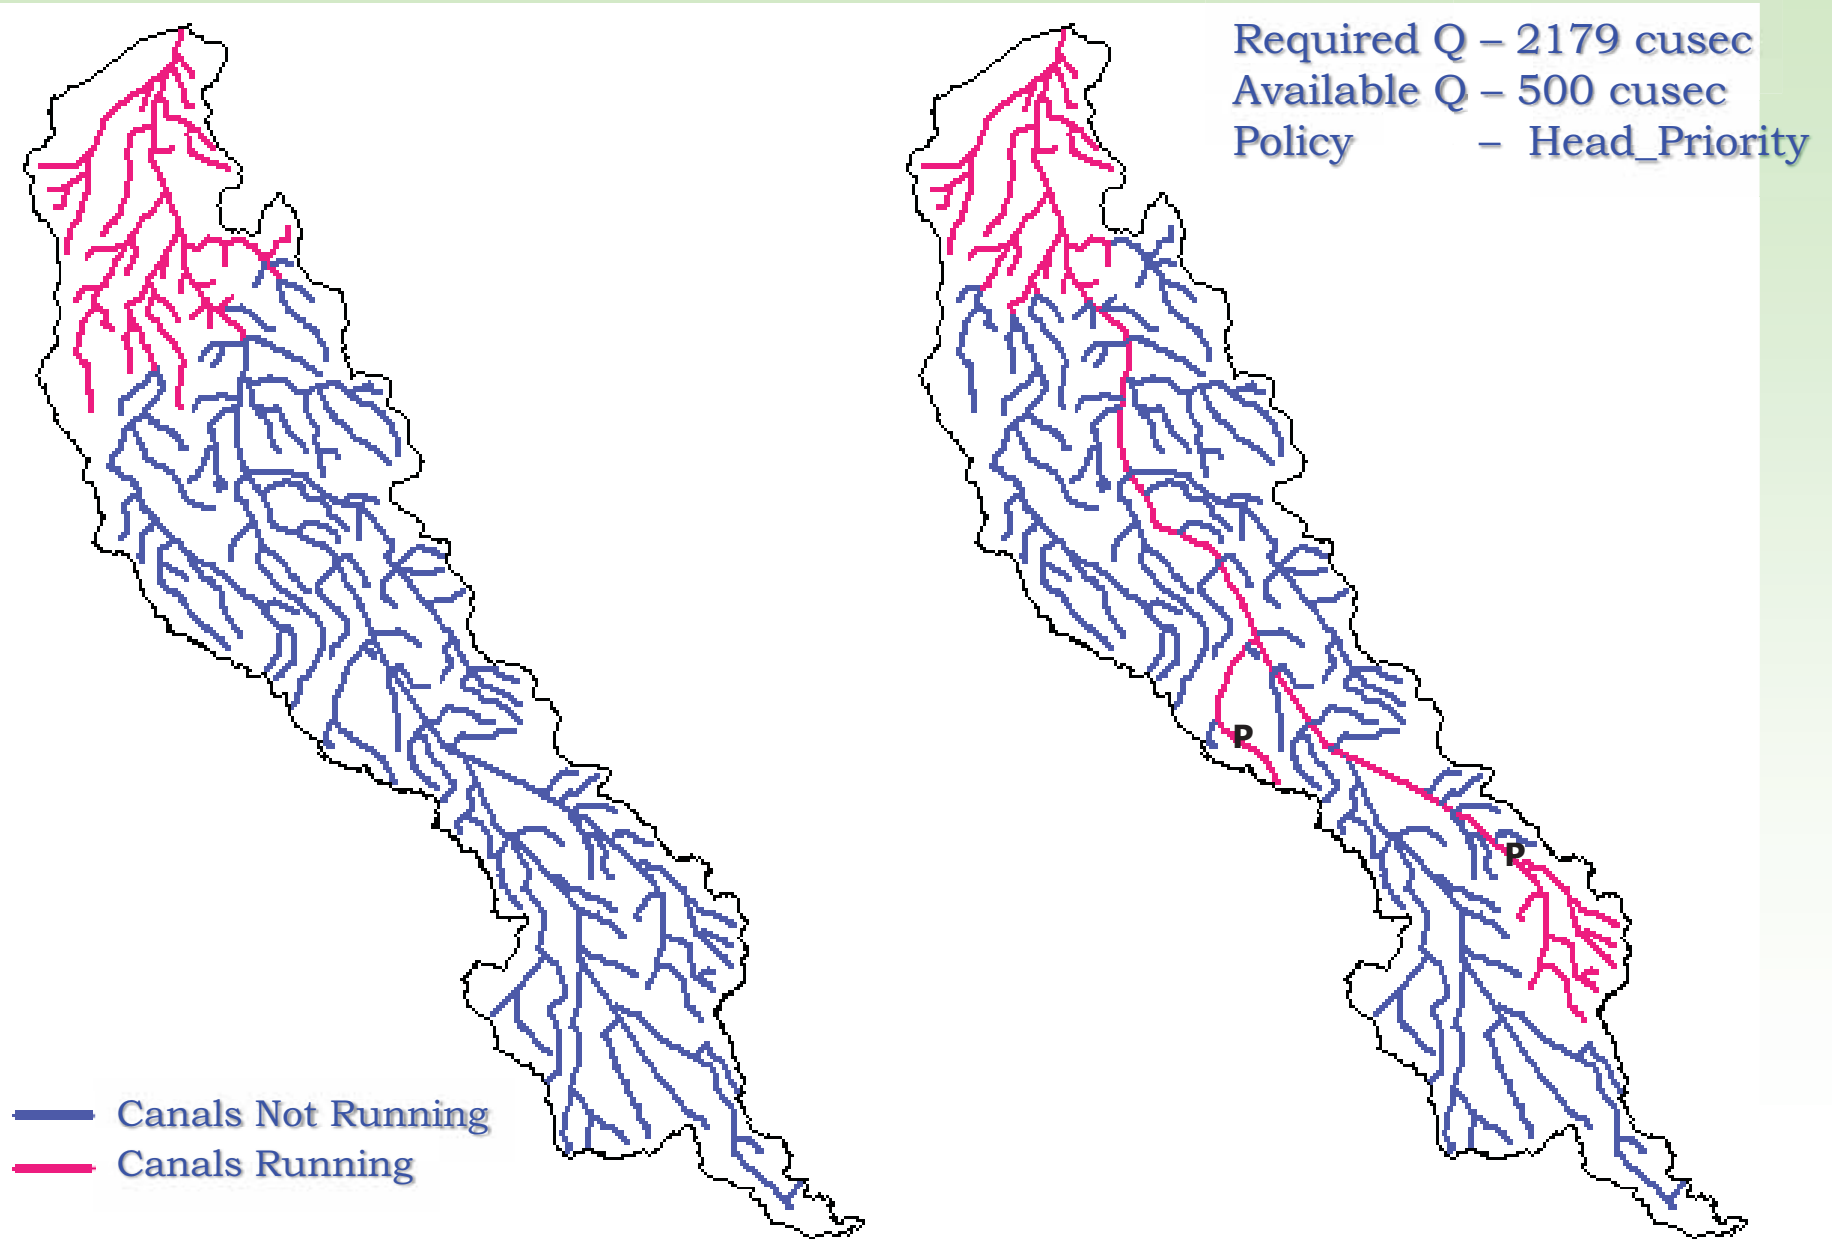 Required Q – 2179 cusec
Available Q – 500 cusec
Policy – Head_Priority
P
P
Canals Not Running
Canals Running